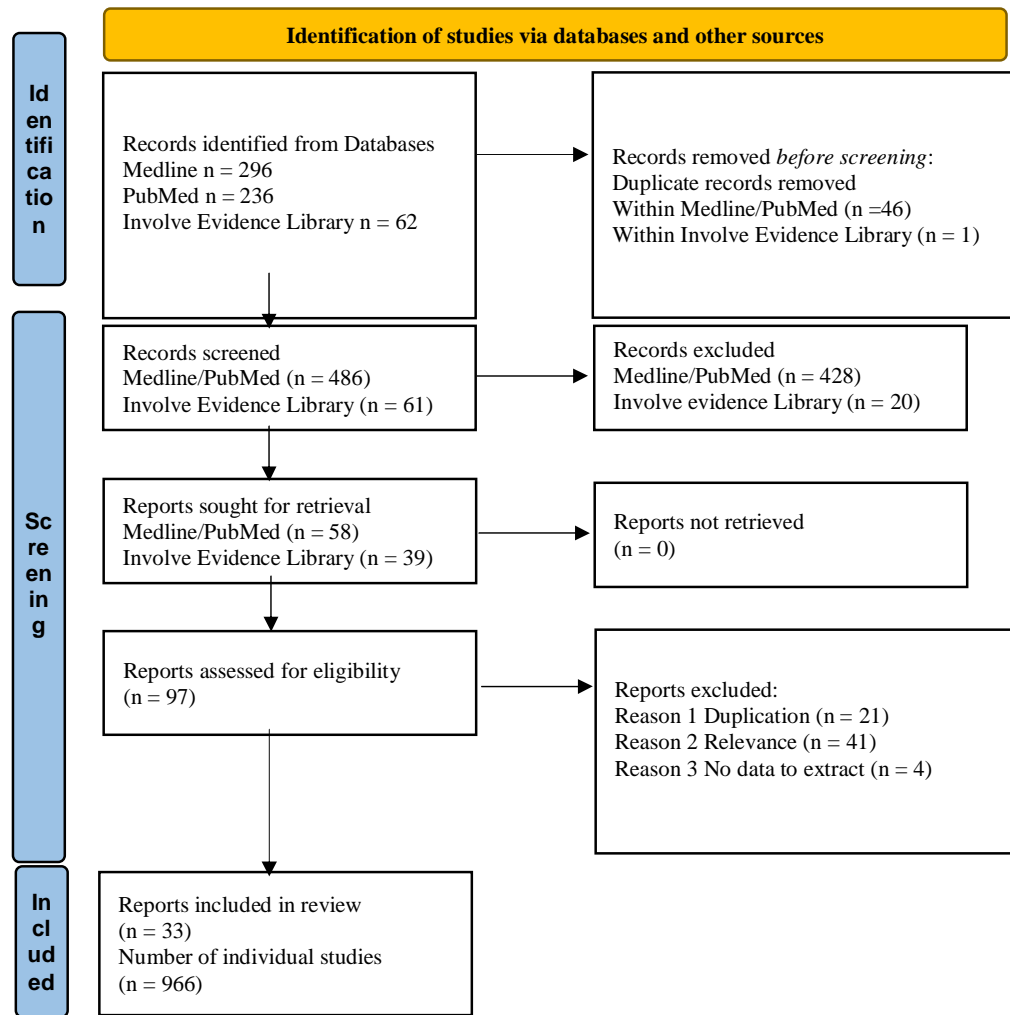 Identification of studies via databases and other sources
Id
en
tifi
ca
tio
n
Records identified from Databases
Medline n = 296
PubMed n = 236
Involve Evidence Library n = 62
Records removed before screening:
Duplicate records removed
Within Medline/PubMed (n =46)
Within Involve Evidence Library (n = 1)
Sc
re
en
in
g
Records screened
Medline/PubMed (n = 486)
Involve Evidence Library (n = 61)
Records excluded
Medline/PubMed (n = 428)
Involve evidence Library (n = 20)
Reports sought for retrieval
Medline/PubMed (n = 58)
Involve Evidence Library (n = 39)
Reports not retrieved
(n = 0)
Reports assessed for eligibility
(n = 97)
Reports excluded:
Reason 1 Duplication (n = 21)
Reason 2 Relevance (n = 41)
Reason 3 No data to extract (n = 4)
In
cl
ud
ed
Reports included in review
(n = 33)
Number of individual studies
(n = 966)